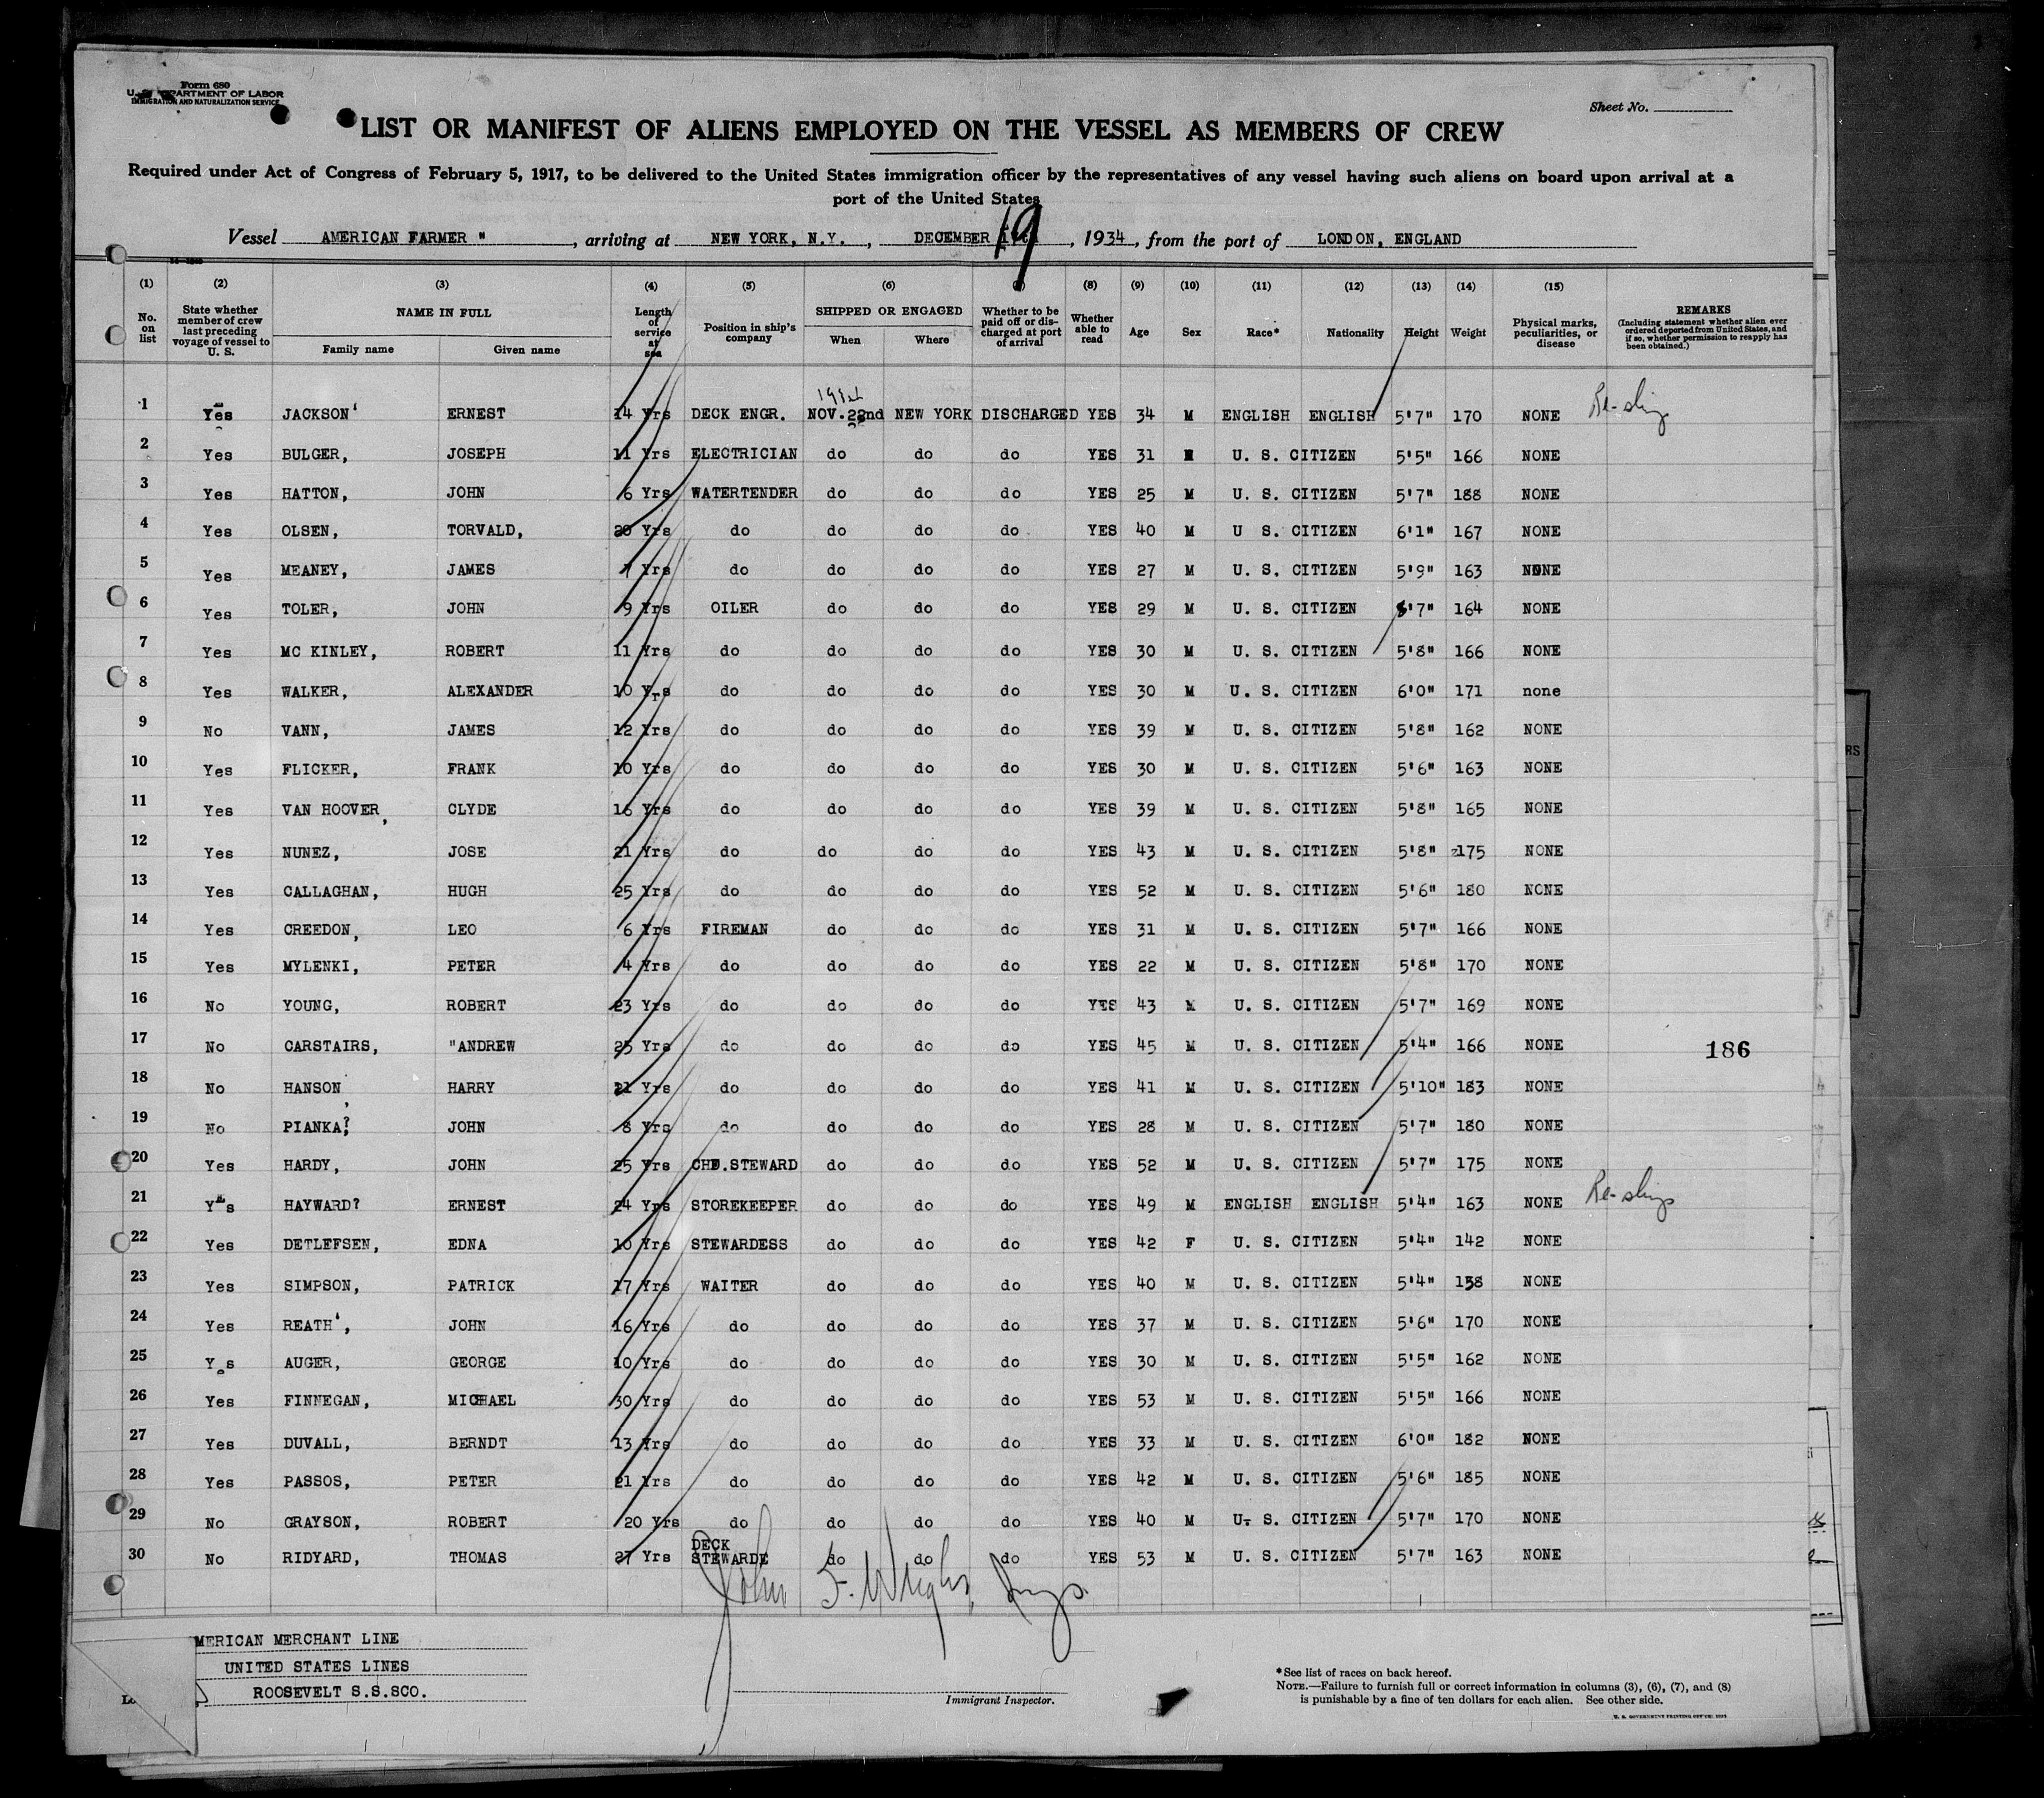 Form 680
U. S. DEPARTMENT OF LABOR
IMMIGRATION AND NATURALIZATION SERVICE
Sheet No.
LIST OR MANIFEST OF ALIENS EMPLOYED ON THE VESSEL AS MEMBERS OF CREW
Required under Act of Congress of February 5, 1917, to be delivered to the United States immigration officer by the representatives of any vessel having such aliens on board upon arrival at a
port of the United States
Vessel AMERICAN FARMER " , arriving at NEW YORK, N.Y. , DECEMBER 19 , 1934, from the port of LONDON, ENGLAND
(1) (2) (3) (4) (5) (6) (7) (8) (9) (10) (11) (12) (13) (14) (15)
No. on list State whether member of crew last preceding voyage of vessel to U. S. NAME IN FULL Family name Given name Length of service at sea Position in ship's company SHIPPED OR ENGAGED When Where Whether to be paid off or discharged at port of arrival Whether able to read Age Sex Race* Nationality Height Weight Physical marks, peculiarities, or disease REMARKS (Including statement whether alien ever ordered deported from United States, and if so, whether permission to reapply has been obtained.)
1934
1 Yes JACKSON' ERNEST 14 Yrs DECK ENGR. NOV.22nd NEW YORK DISCHARGED YES 34 M ENGLISH ENGLISH 5'7" 170 NONE Re-ships
2 Yes BULGER, JOSEPH 11 Yrs ELECTRICIAN do do do YES 31 M U. S. CITIZEN 5'5" 166 NONE
3 Yes HATTON, JOHN 6 Yrs WATERTENDER do do do YES 25 M U. S. CITIZEN 5'7" 188 NONE
4 Yes OLSEN, TORVALD, 20 Yrs do do do do YES 40 M U S. CITIZEN 6'1" 167 NONE
5 Yes MEANEY, JAMES 7 Yrs do do do do YES 27 M U. S. CITIZEN 5'9" 163 NONE
6 Yes TOLER, JOHN 9 Yrs OILER do do do YES 29 M U. S. CITIZEN 5'7" 164 NONE
7 Yes MC KINLEY, ROBERT 11 Yrs do do do do YES 30 M U. S. CITIZEN 5'8" 166 NONE
8 Yes WALKER, ALEXANDER 10 Yrs do do do do YES 30 M U. S. CITIZEN 6'0" 171 none
9 No VANN, JAMES 12 Yrs do do do do YES 39 M U. S. CITIZEN 5'8" 162 NONE
10 Yes FLICKER, FRANK 10 Yrs do do do do YES 30 M U. S. CITIZEN 5'6" 163 NONE
11 Yes VAN HOOVER, CLYDE 16 Yrs do do do do YES 39 M U. S. CITIZEN 5'8" 165 NONE
12 Yes NUNEZ, JOSE 21 Yrs do do do do YES 43 M U. S. CITIZEN 5'8" 175 NONE
13 Yes CALLAGHAN, HUGH 25 Yrs do do do do YES 52 M U. S. CITIZEN 5'6" 180 NONE
14 Yes CREEDON, LEO 6 Yrs FIREMAN do do do YES 31 M U. S. CITIZEN 5'7" 166 NONE
15 Yes MYLENKI, PETER 4 Yrs do do do do YES 22 M U. S. CITIZEN 5'8" 170 NONE
16 No YOUNG, ROBERT 23 Yrs do do do do YES 43 M U. S. CITIZEN 5'7" 169 NONE
17 No CARSTAIRS, "ANDREW 25 Yrs do do do do YES 45 M U. S. CITIZEN 5'4" 166 NONE 186
18 No HANSON, HARRY 21 Yrs do do do do YES 41 M U. S. CITIZEN 5'10" 183 NONE
19 No PIANKA? JOHN 8 Yrs do do do do YES 28 M U. S. CITIZEN 5'7" 180 NONE
20 Yes HARDY, JOHN 25 Yrs CHD.STEWARD do do do YES 52 M U. S. CITIZEN 5'7" 175 NONE
21 Yes HAYWARD? ERNEST 24 Yrs STOREKEEPER do do do YES 49 M ENGLISH ENGLISH 5'4" 163 NONE Re-ships
22 Yes DETLEFSEN, EDNA 10 Yrs STEWARDESS do do do YES 42 F U. S. CITIZEN 5'4" 142 NONE
23 Yes SIMPSON, PATRICK 17 Yrs WAITER do do do YES 40 M U. S. CITIZEN 5'4" 158 NONE
24 Yes REATH', JOHN 16 Yrs do do do do YES 37 M U. S. CITIZEN 5'6" 170 NONE
25 Yes AUGER, GEORGE 10 Yrs do do do do YES 30 M U. S. CITIZEN 5'5" 162 NONE
26 Yes FINNEGAN, MICHAEL 30 Yrs do do do do YES 53 M U. S. CITIZEN 5'5" 166 NONE
27 Yes DUVALL, BERNDT 13 Yrs do do do do YES 33 M U. S. CITIZEN 6'0" 182 NONE
28 Yes PASSOS, PETER 21 Yrs do do do do YES 42 M U. S. CITIZEN 5'6" 185 NONE
29 No GRAYSON, ROBERT 20 Yrs do do do do YES 40 M U. S. CITIZEN 5'7" 170 NONE
30 No RIDYARD, THOMAS 27 Yrs DECK STEWARDE do do do YES 53 M U. S. CITIZEN 5'7" 163 NONE
John F.
MERICAN MERCHANT LINE
UNITED STATES LINES
ROOSEVELT S.S.SCO.
Immigrant Inspector.
*See list of races on back hereof.
NOTE.—Failure to furnish full or correct information in columns (3), (6), (7), and (8)
is punishable by a fine of ten dollars for each alien. See other side.